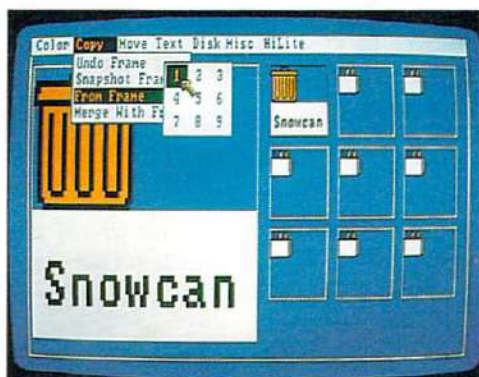 Color Copy Move Text Disk Misc HiLite
Undo Frame
Snapshot Fra
From Frame
Merge With F
1 2 3
4 5 6
7 8 9
Snowcan
Snowcan